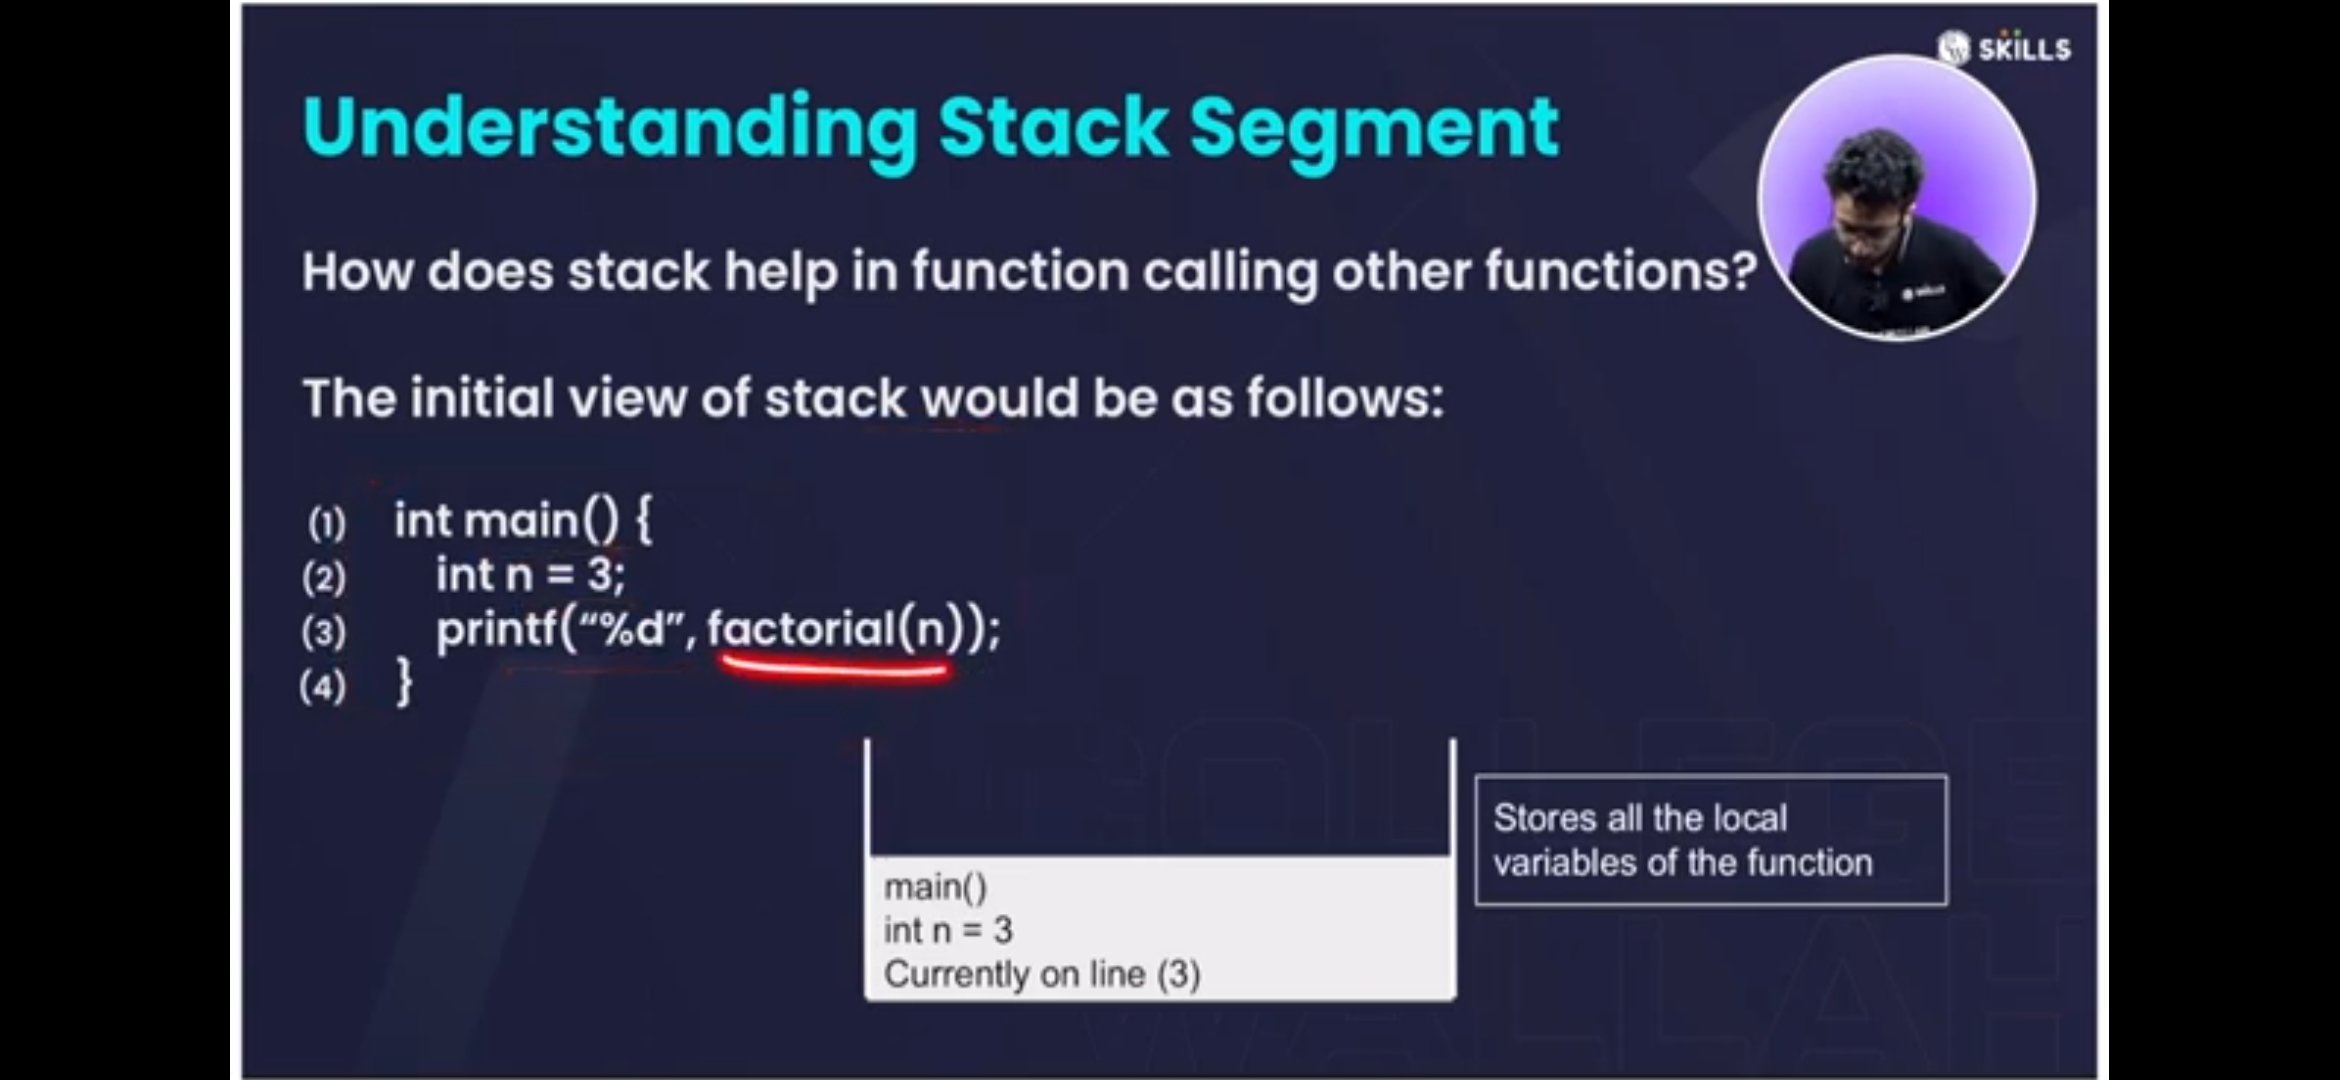 SKILLS
Understanding Stack Segment
How does stack help in function calling other functions?
The initial view of stack would be as follows:
(1) int main() {
(2) int n = 3;
(3) printf(“%d”, factorial(n));
(4) }
Stores all the local
variables of the function
main()
int n = 3
Currently on line (3)
COLLEGE
WALLAH